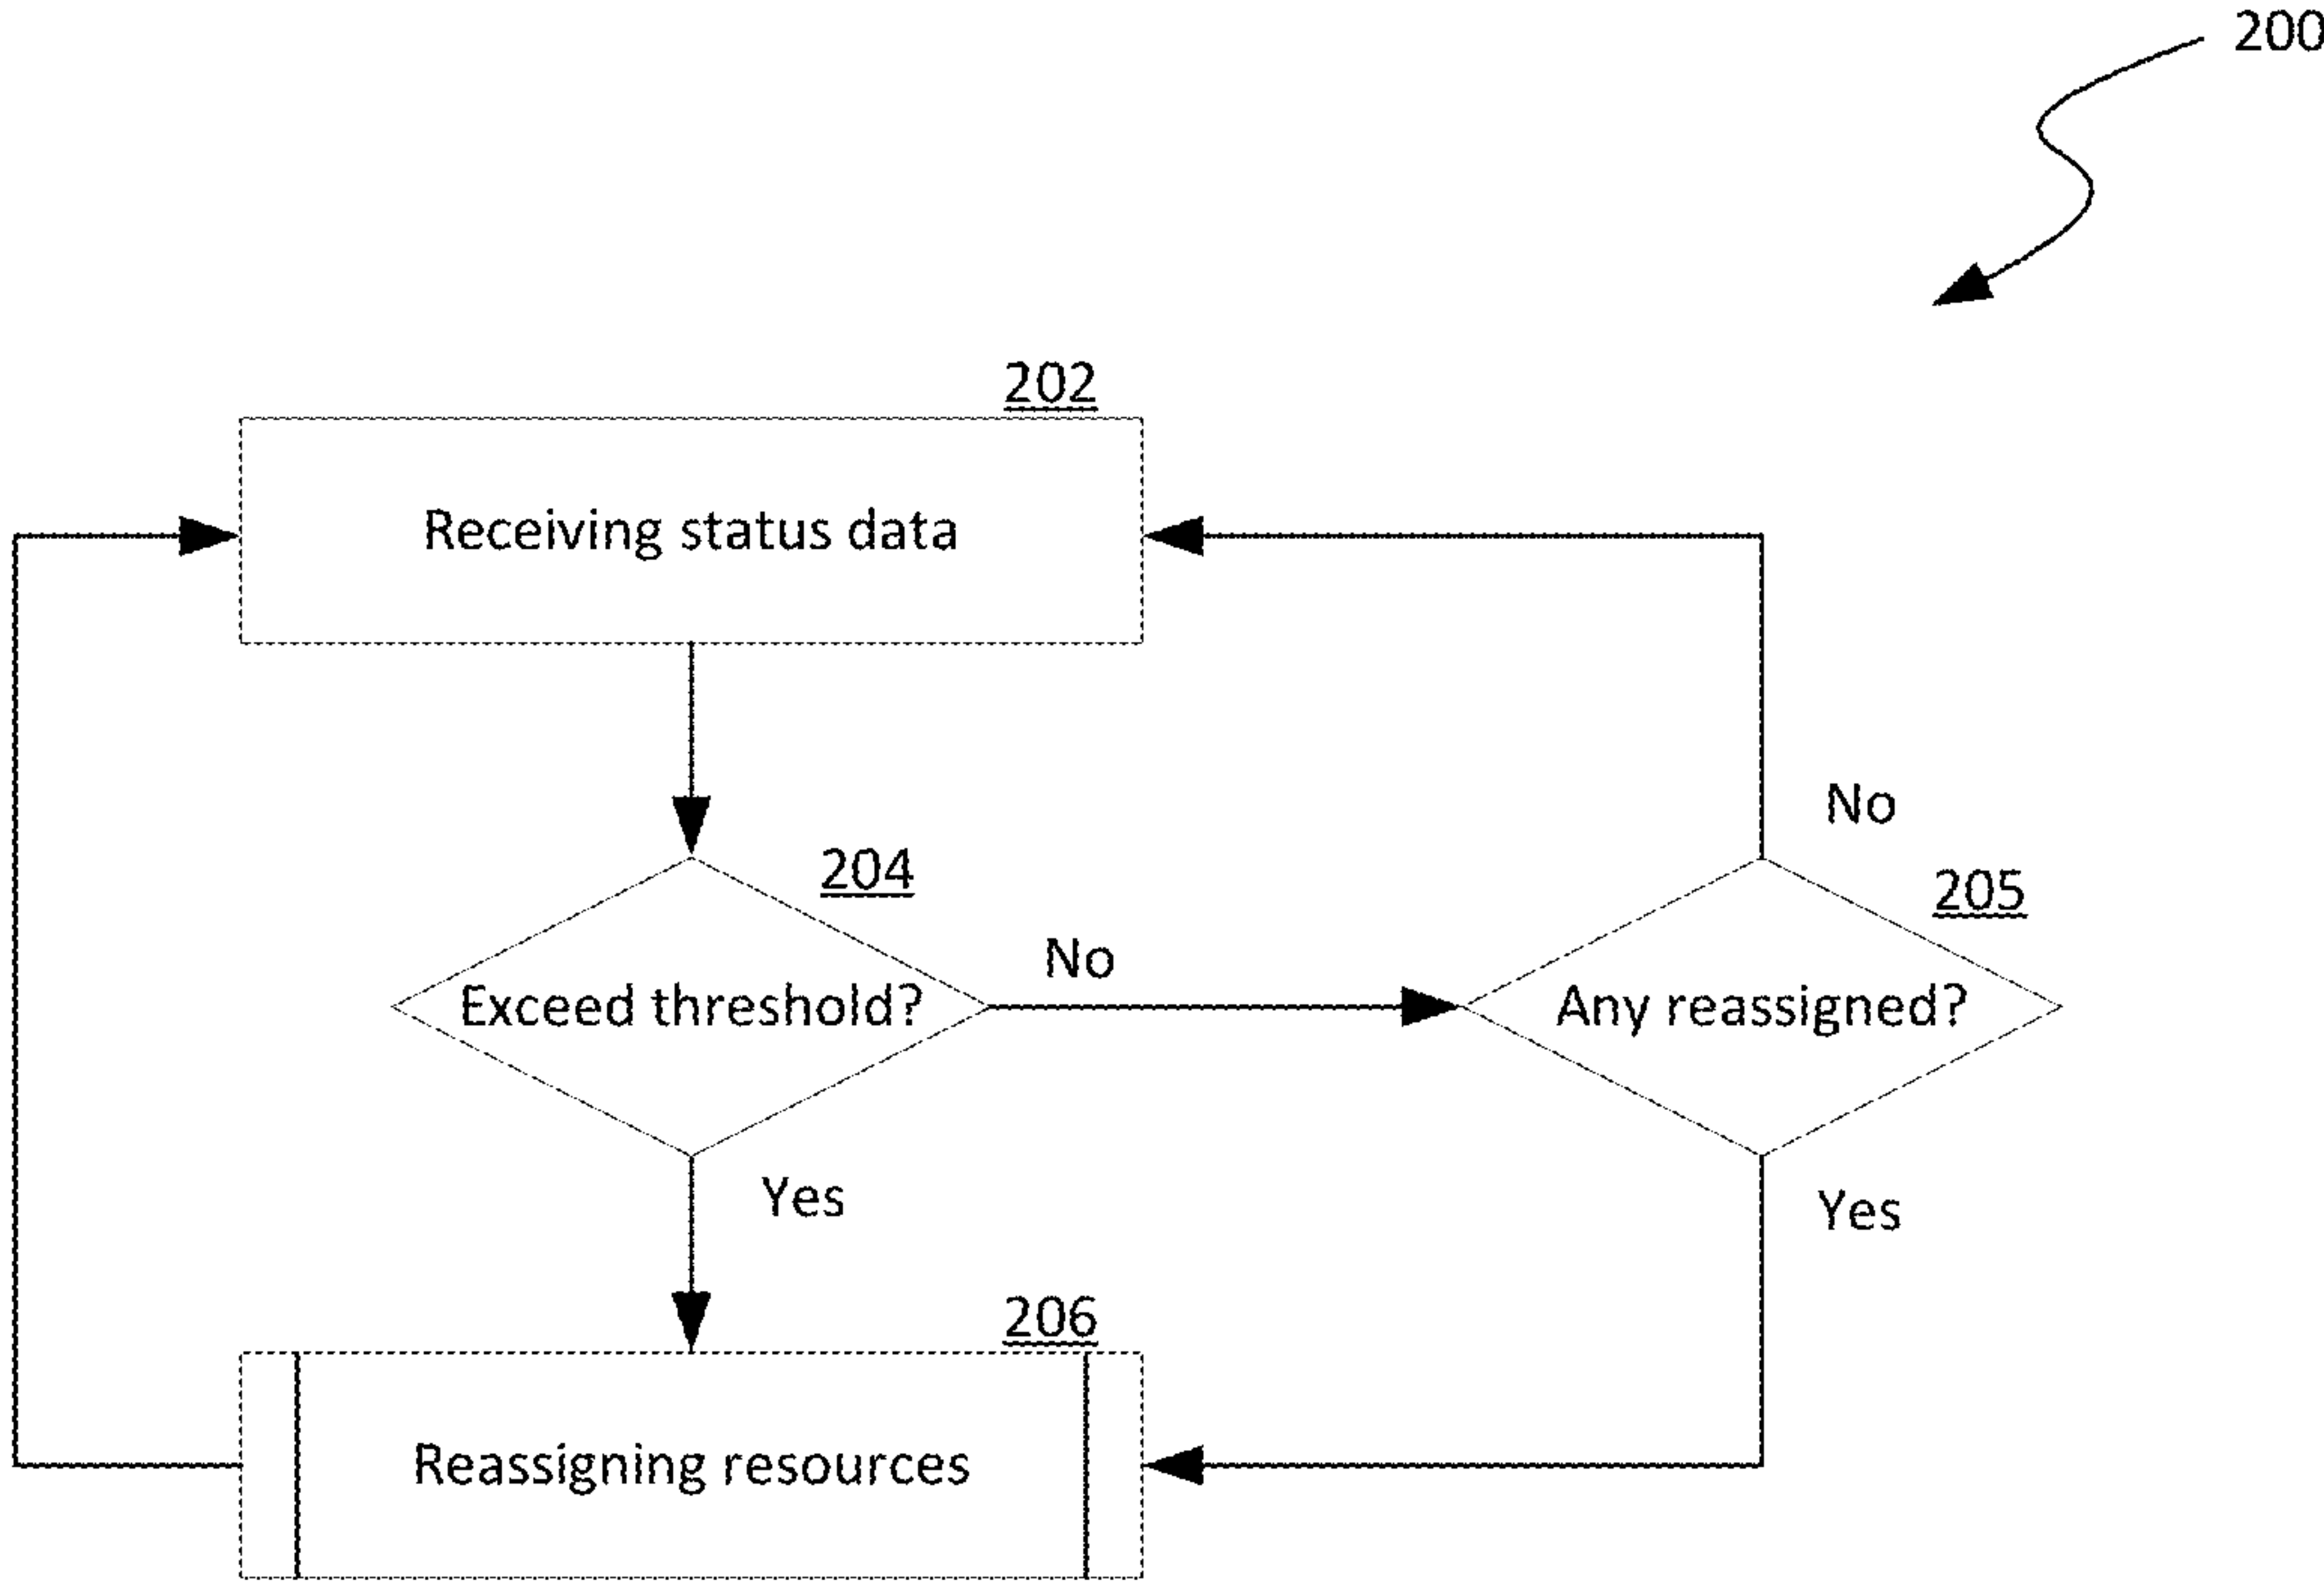 200
202
Receiving status data
No
204
205
No
Exceed threshold?
Any reassigned?
Yes
Yes
206
Reassigning resources